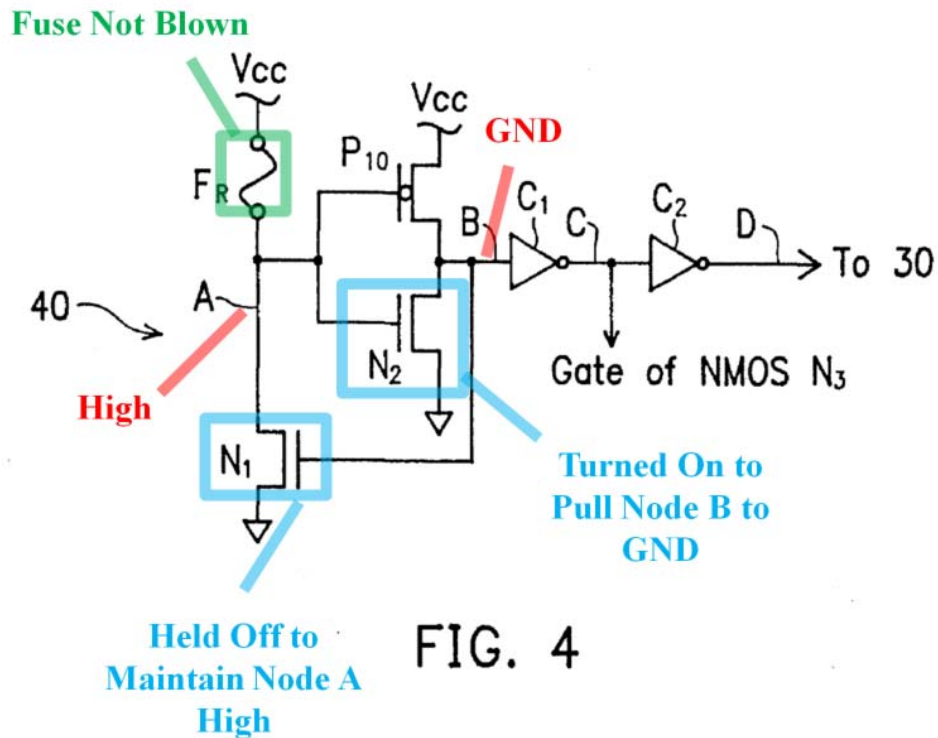 Fuse Not Blown
Vcc
Vcc
GND
P10
FR
B
C1
C
C2
D
To 30
A
40
N2
Gate of NMOS N3
High
N1
Turned On to
Pull Node B to
GND
Held Off to
Maintain Node A
High
FIG. 4